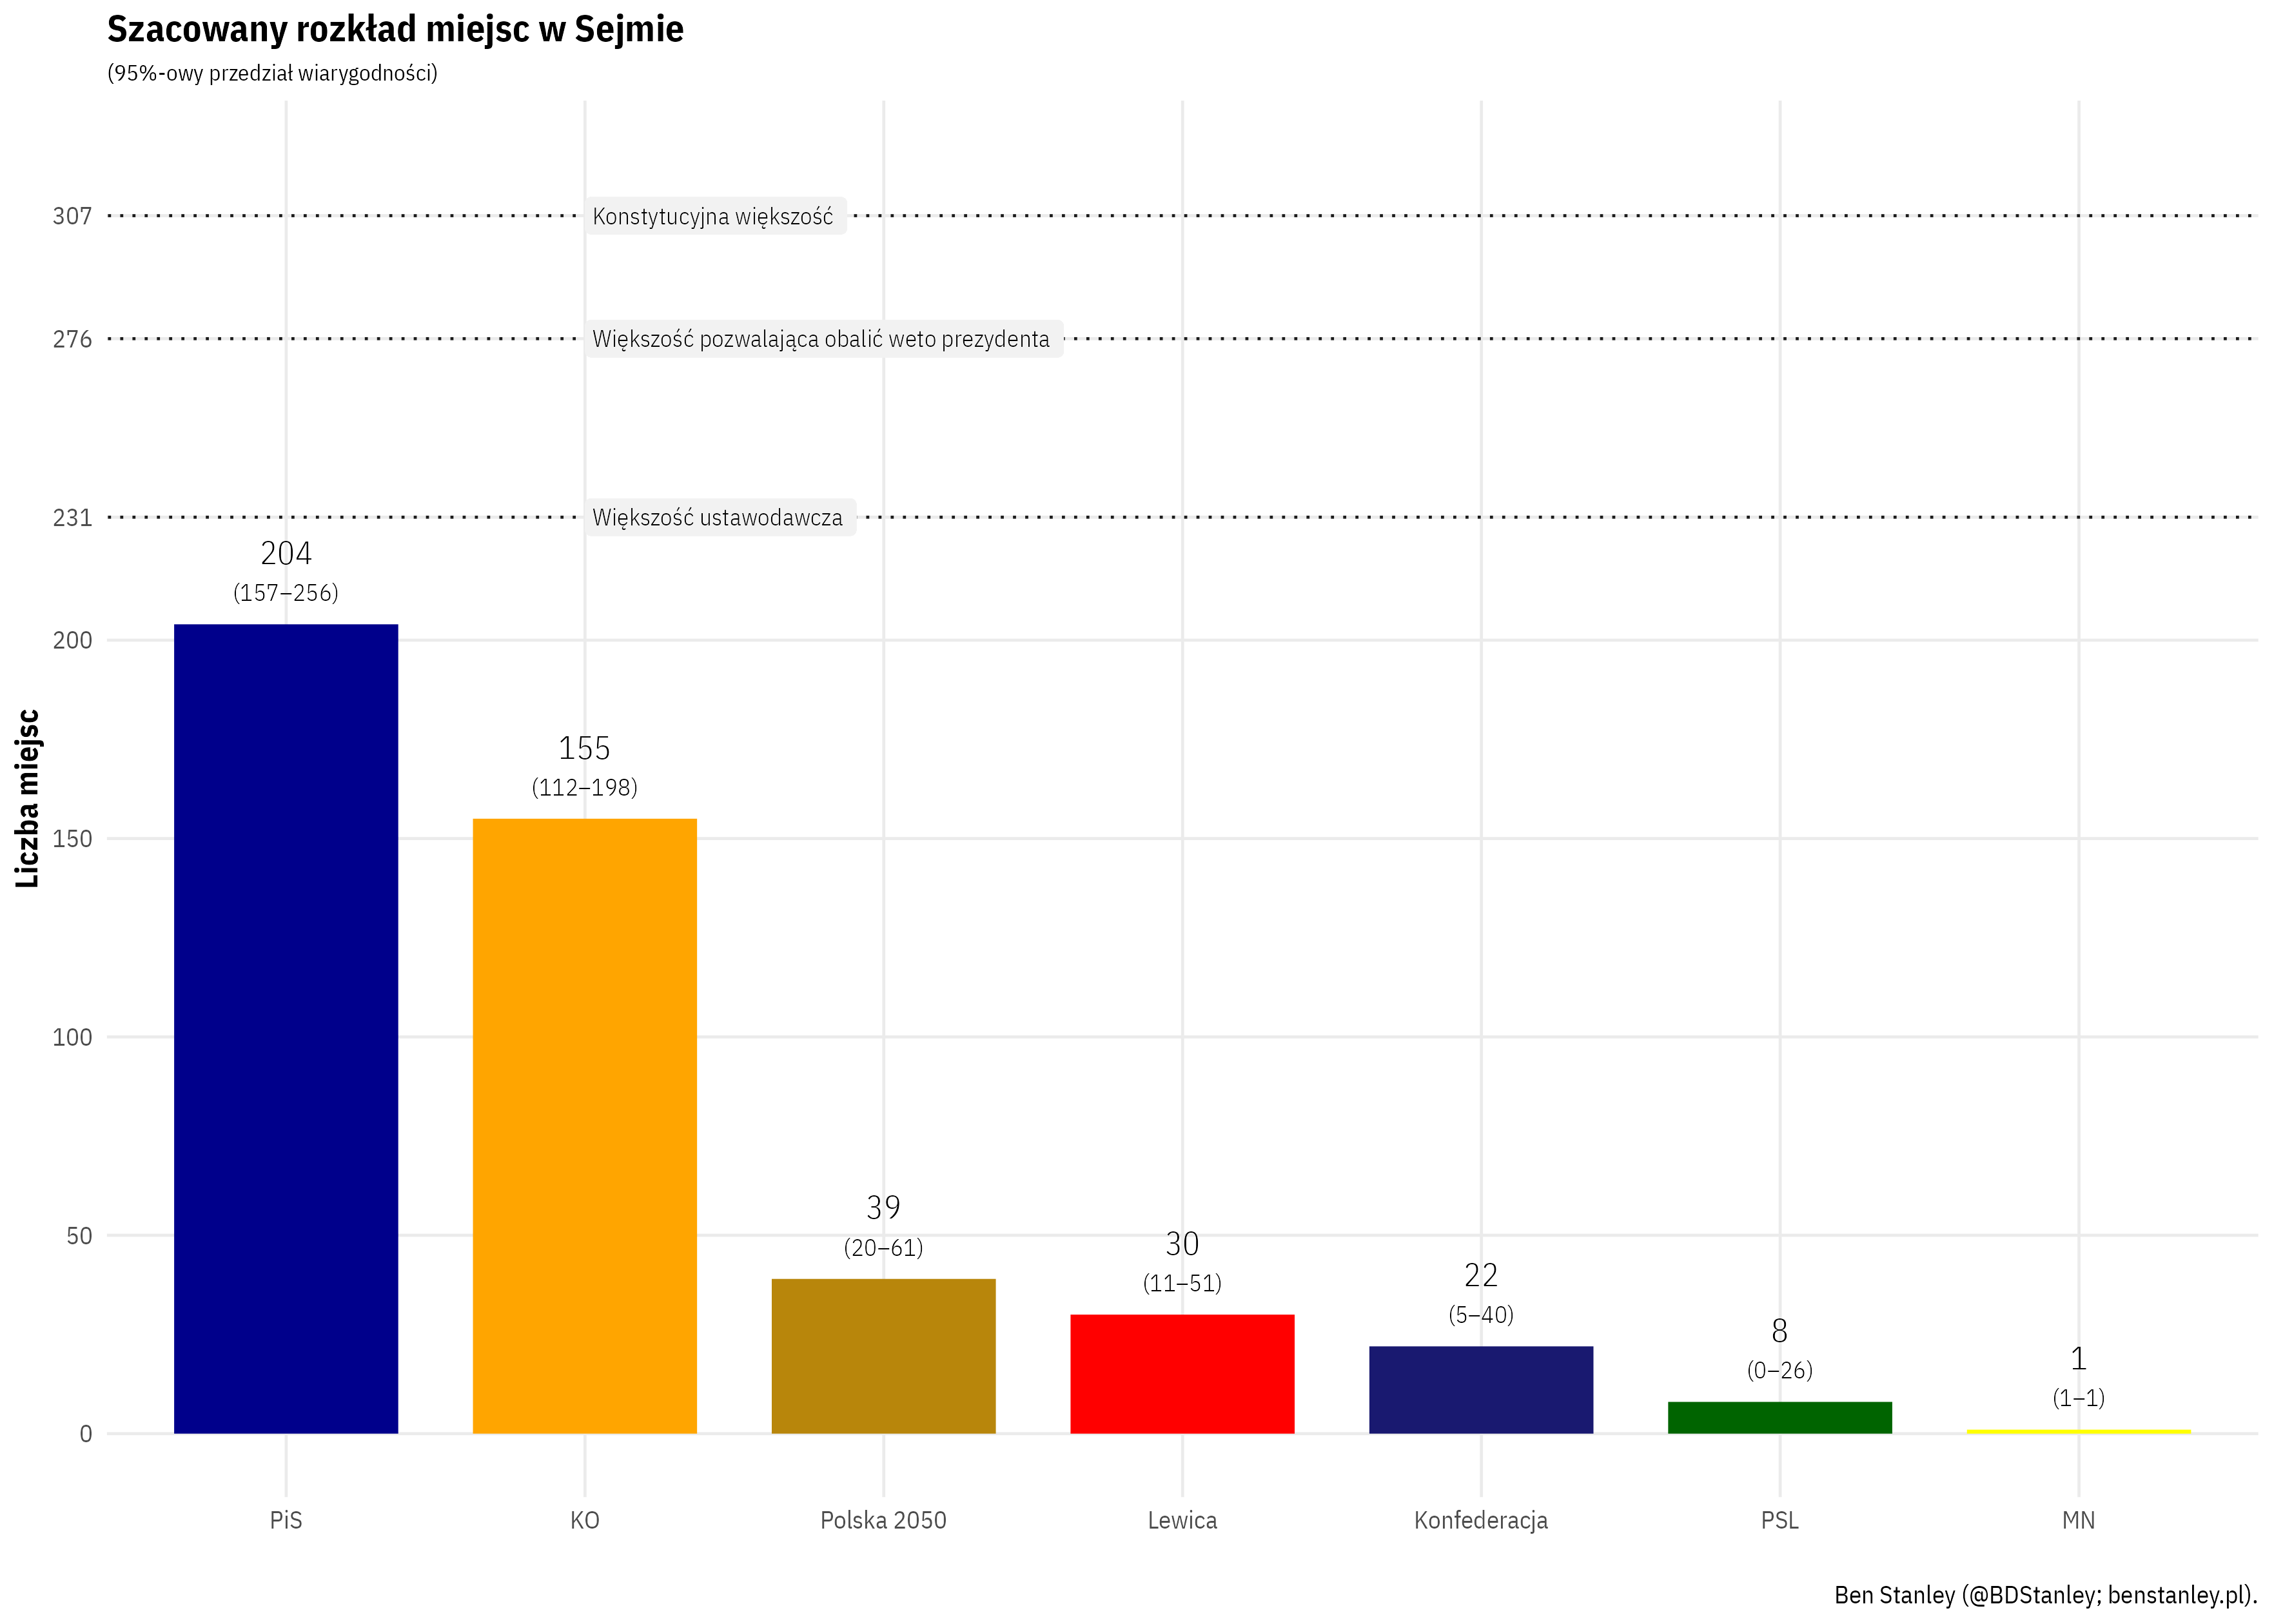 Szacowany rozkład miejsc w Sejmie
(95%-owy przedział wiarygodności)
Liczba miejsc
307
Konstytucyjna większość
276
Większość pozwalająca obalić weto prezydenta
231
Większość ustawodawcza
200
150
100
50
0
204
(157–256)
155
(112–198)
39
(20–61)
30
(11–51)
22
(5–40)
8
(0–26)
1
(1–1)
PiS
KO
Polska 2050
Lewica
Konfederacja
PSL
MN
Ben Stanley (@BDStanley; benstanley.pl).